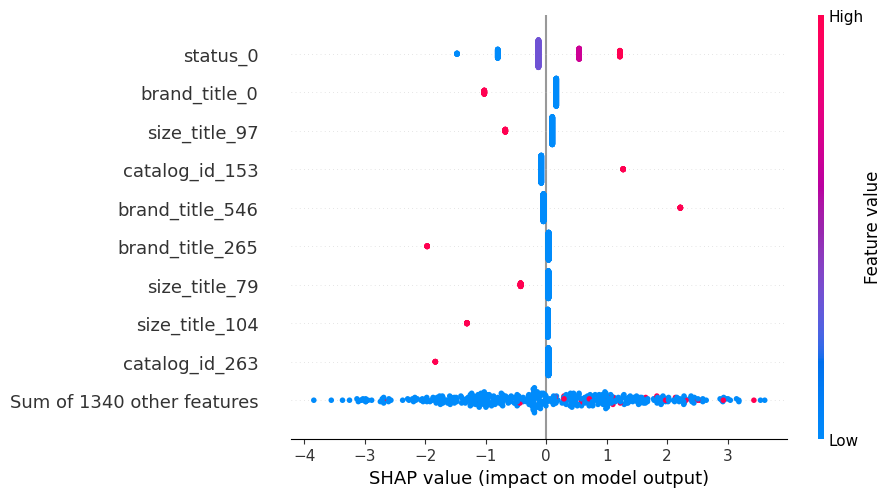 High
status_0
brand_title_0
size_title_97
catalog_id_153
brand_title_546
brand_title_265
size_title_79
size_title_104
catalog_id_263
Sum of 1340 other features
Feature value
Low
−4 −3 −2 −1 0 1 2 3
SHAP value (impact on model output)